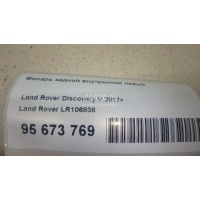 Фонарь задний внутренний левый
Land Rover Discovery V 2017>
Land Rover LR106838
95 673 769